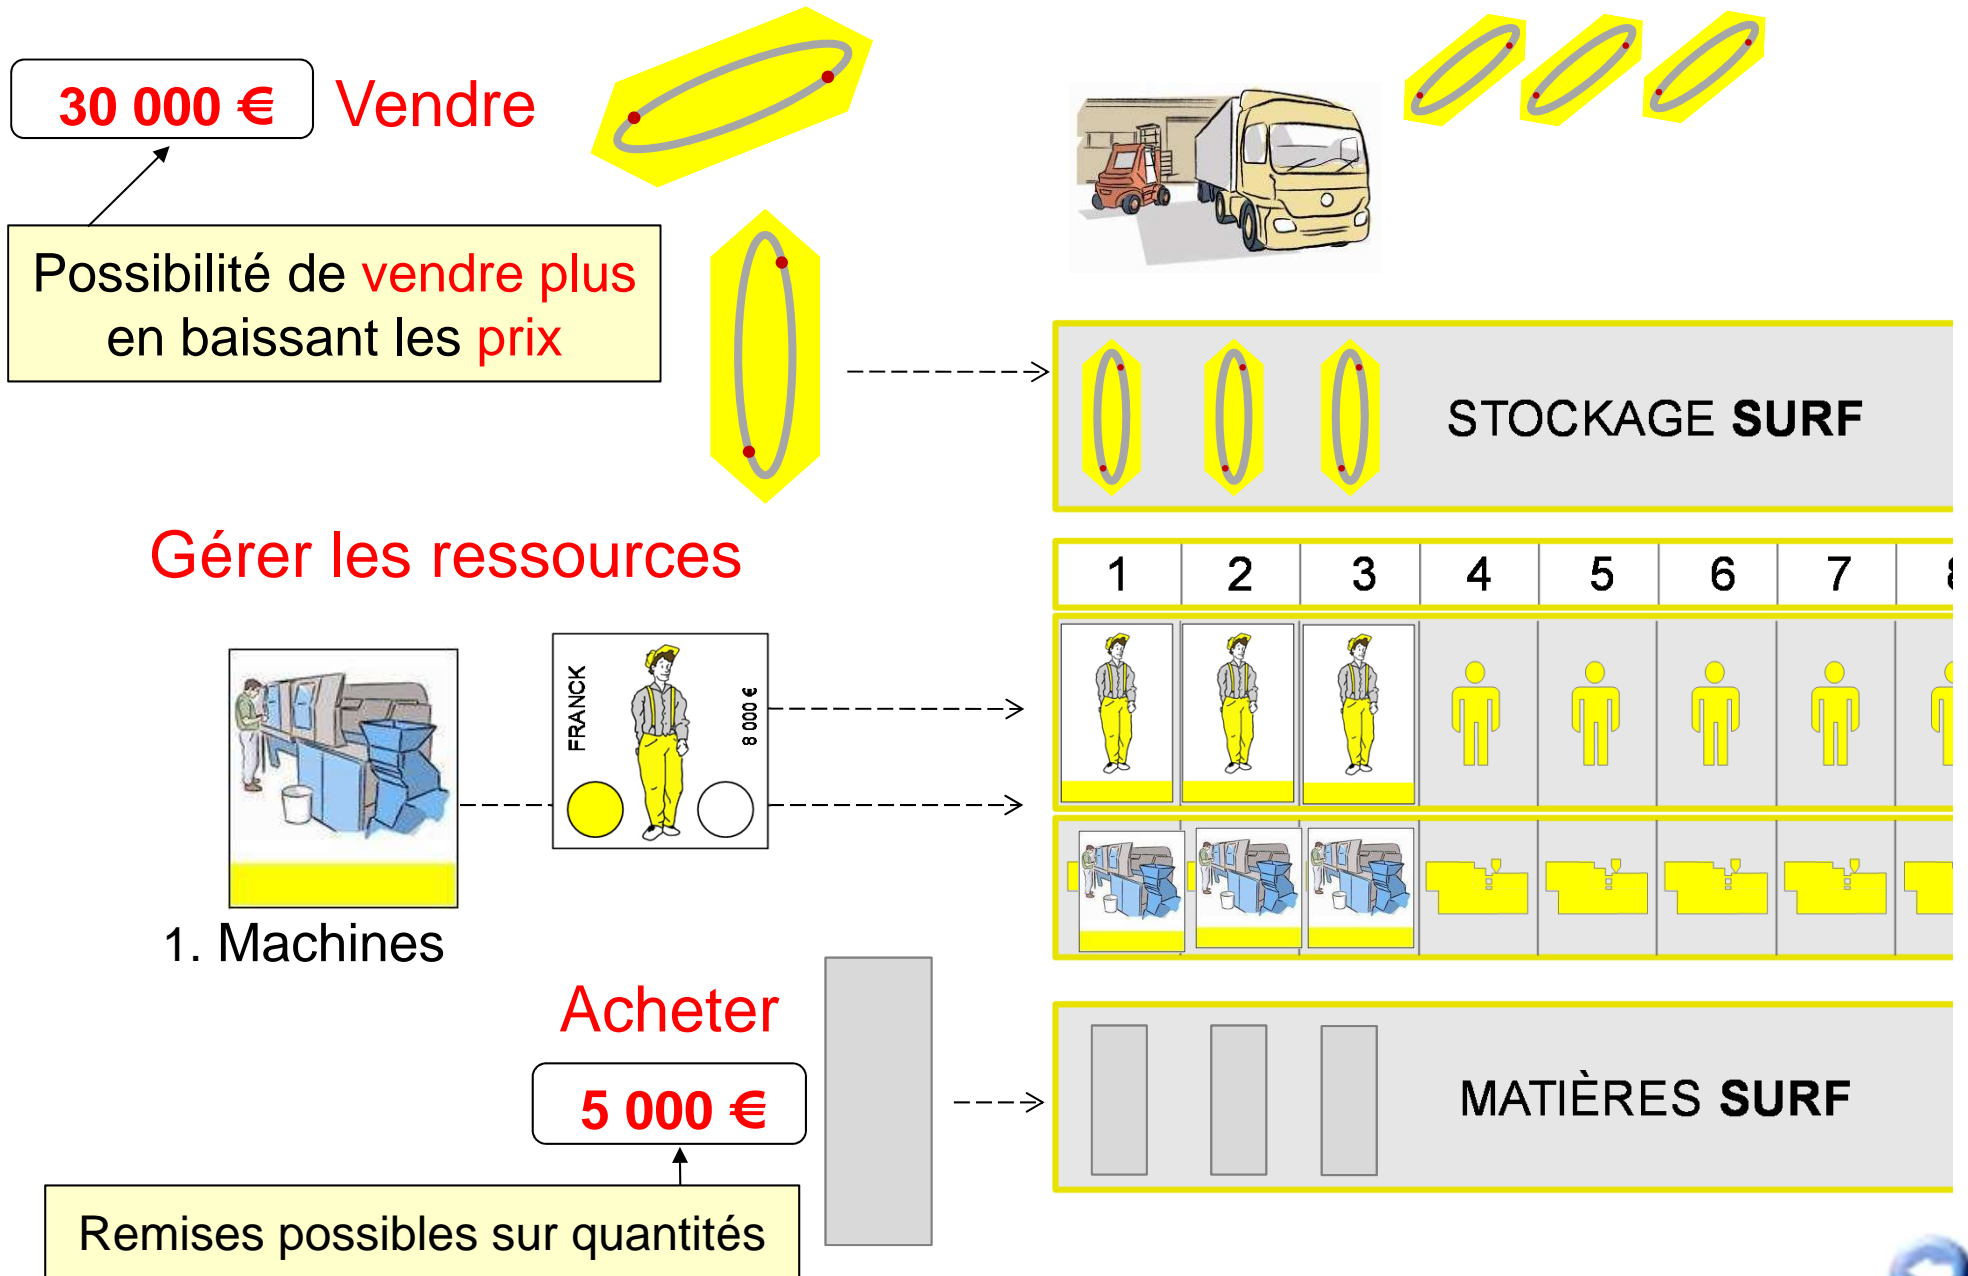 30 000 € Vendre
Possibilité de vendre plus
en baissant les prix
STOCKAGE SURF
Gérer les ressources
1 2 3 4 5 6 7
FRANCK
8 000 €
1. Machines
Acheter
5 000 €
MATIÈRES SURF
Remises possibles sur quantités